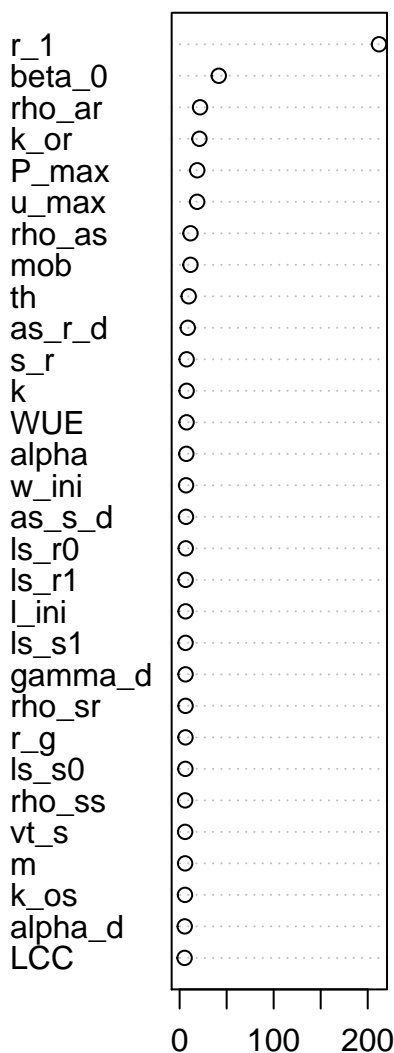 r_1
beta_0
rho_ar
k_or
P_max
u_max
rho_as
mob
th
as_r_d
s_r
k
WUE
alpha
w_ini
as_s_d
ls_r0
ls_r1
l_ini
ls_s1
gamma_d
rho_sr
r_g
ls_s0
rho_ss
vt_s
m
k_os
alpha_d
LCC
0 100 200